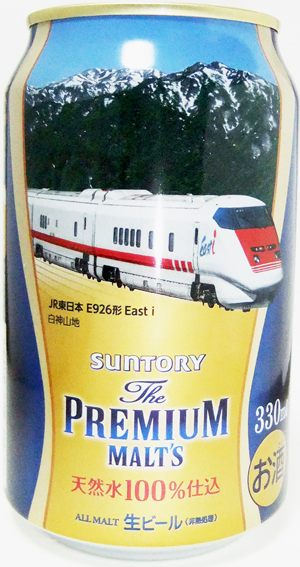 East i
JR東日本 E926形 East i
白神山地
SUNTORY
The
PREMIUM
MALT'S
330ml
お酒
天然水100%仕込
ALL MALT 生ビール〈非熱処理〉